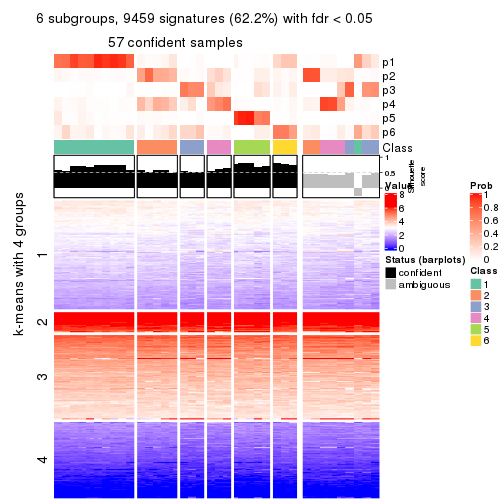 6 subgroups, 9459 signatures (62.2%) with fdr < 0.05
57 confident samples
p1
p2
p3
p4
p5
p6
Class
1
0.5
0
Silhouette
score
k-means with 4 groups
1
2
3
4
Value
8
6
4
2
0
Status (barplots)
confident
ambiguous
Prob
1
0.8
0.6
0.4
0.2
0
Class
1
2
3
4
5
6